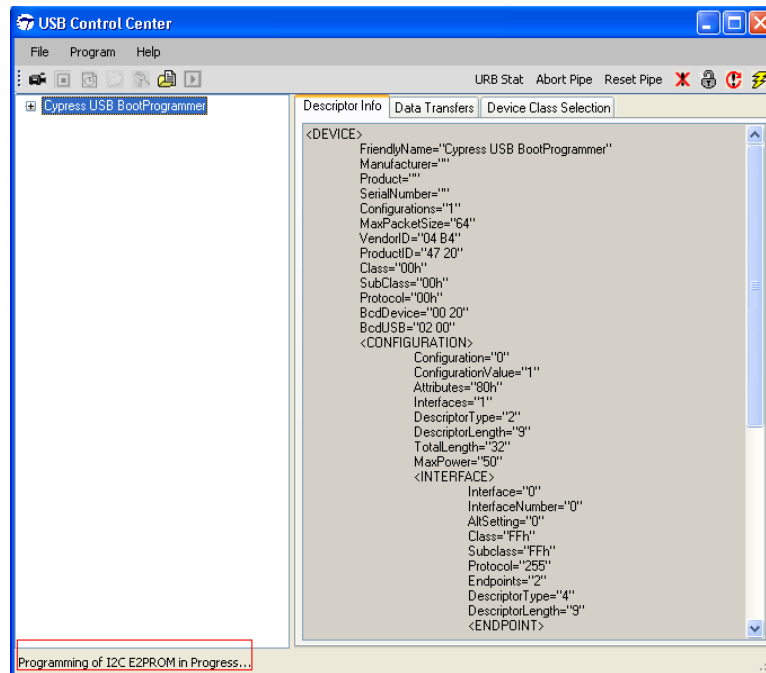 USB Control Center
File Program Help
URB Stat Abort Pipe Reset Pipe
Cypress USB BootProgrammer
Descriptor Info Data Transfers Device Class Selection
<DEVICE>
FriendlyName="Cypress USB BootProgrammer"
Manufacturer=""
Product=""
SerialNumber=""
Configurations="1"
MaxPacketSize="64"
VendorID="04 B4"
ProductID="47 20"
Class="00h"
SubClass="00h"
Protocol="00h"
BcdDevice="00 20"
BcdUSB="02 00"
<CONFIGURATION>
Configuration="0"
ConfigurationValue="1"
Attributes="80h"
Interfaces="1"
DescriptorType="2"
DescriptorLength="9"
TotalLength="32"
MaxPower="50"
<INTERFACE>
Interface="0"
InterfaceNumber="0"
AltSetting="0"
Class="FFh"
Subclass="FFh"
Protocol="255"
Endpoints="2"
DescriptorType="4"
DescriptorLength="9"
<ENDPOINT>
Programming of I2C E2PROM in Progress...